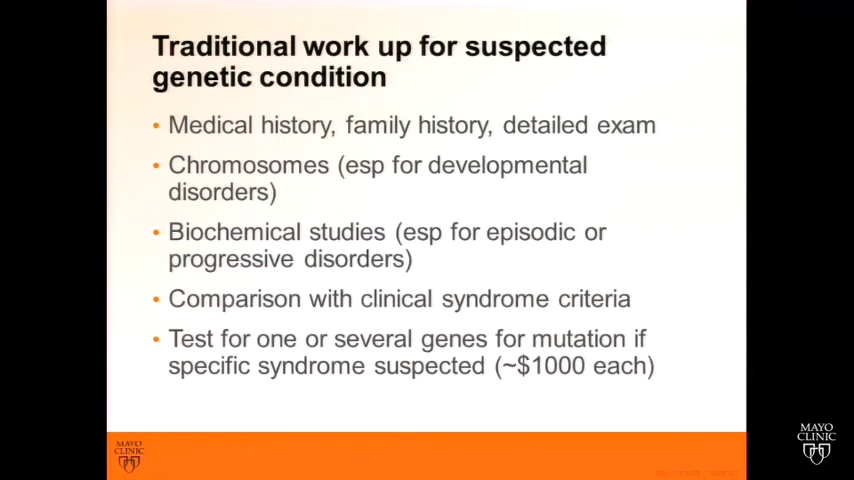 Traditional work up for suspected
genetic condition
• Medical history, family history, detailed exam
• Chromosomes (esp for developmental
disorders)
• Biochemical studies (esp for episodic or
progressive disorders)
• Comparison with clinical syndrome criteria
• Test for one or several genes for mutation if
specific syndrome suspected (~$1000 each)
MAYO
CLINIC
MAYO
CLINIC